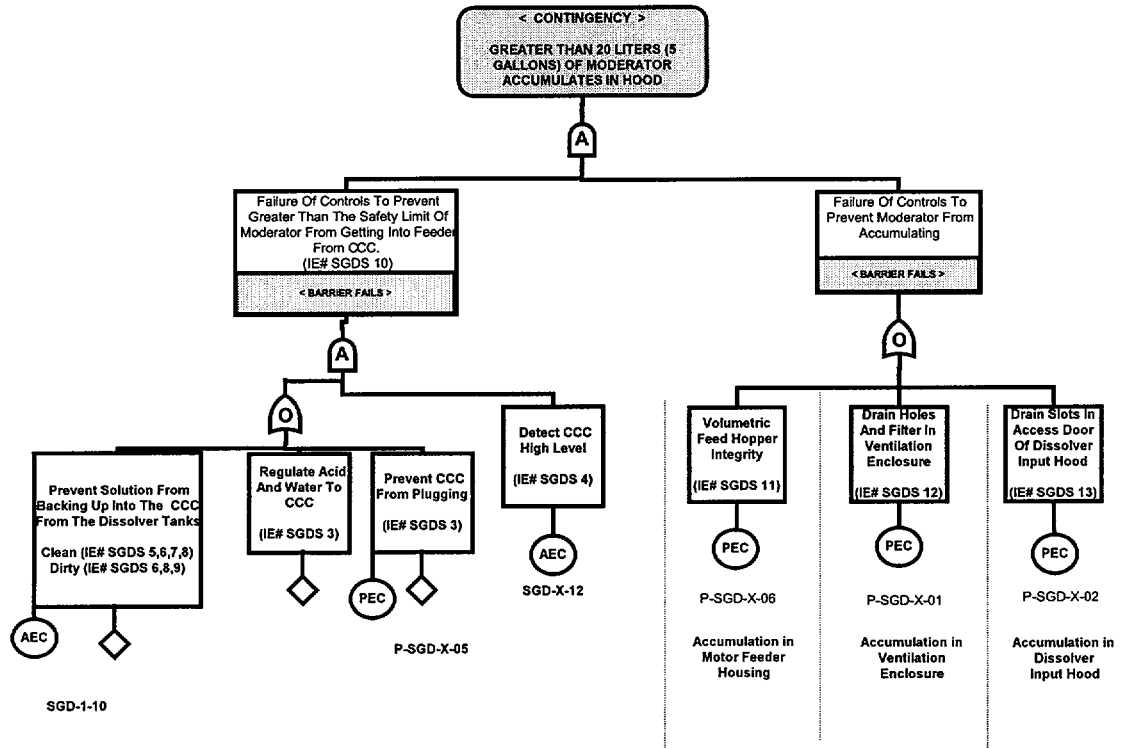 < CONTINGENCY >
GREATER THAN 20 LITERS (5
GALLONS) OF MODERATOR
ACCUMULATES IN HOOD
A
Failure Of Controls To Prevent
Greater Than The Safety Limit Of
Moderator From Getting Into Feeder
From CCC.
(IE# SGDS 10)
< BARRIER FAILS >
Failure Of Controls To
Prevent Moderator From
Accumulating
< BARRIER FAILS >
A
O
O
Prevent Solution From
Backing Up Into The CCC
From The Dissolver Tanks
Clean (IE# SGDS 5,6,7,8)
Dirty (IE# SGDS 6,8,9)
AEC
SGD-1-10
Regulate Acid
And Water To
CCC
(IE# SGDS 3)
Prevent CCC
From Plugging
(IE# SGDS 3)
PEC
P-SGD-X-05
Detect CCC
High Level
(IE# SGDS 4)
AEC
SGD-X-12
Volumetric
Feed Hopper
Integrity
(IE# SGDS 11)
PEC
P-SGD-X-06
Accumulation in
Motor Feeder
Housing
Drain Holes
And Filter In
Ventilation
Enclosure
(IE# SGDS 12)
PEC
P-SGD-X-01
Accumulation in
Ventilation
Enclosure
Drain Slots In
Access Door
Of Dissolver
Input Hood
(IE# SGDS 13)
PEC
P-SGD-X-02
Accumulation in
Dissolver
Input Hood